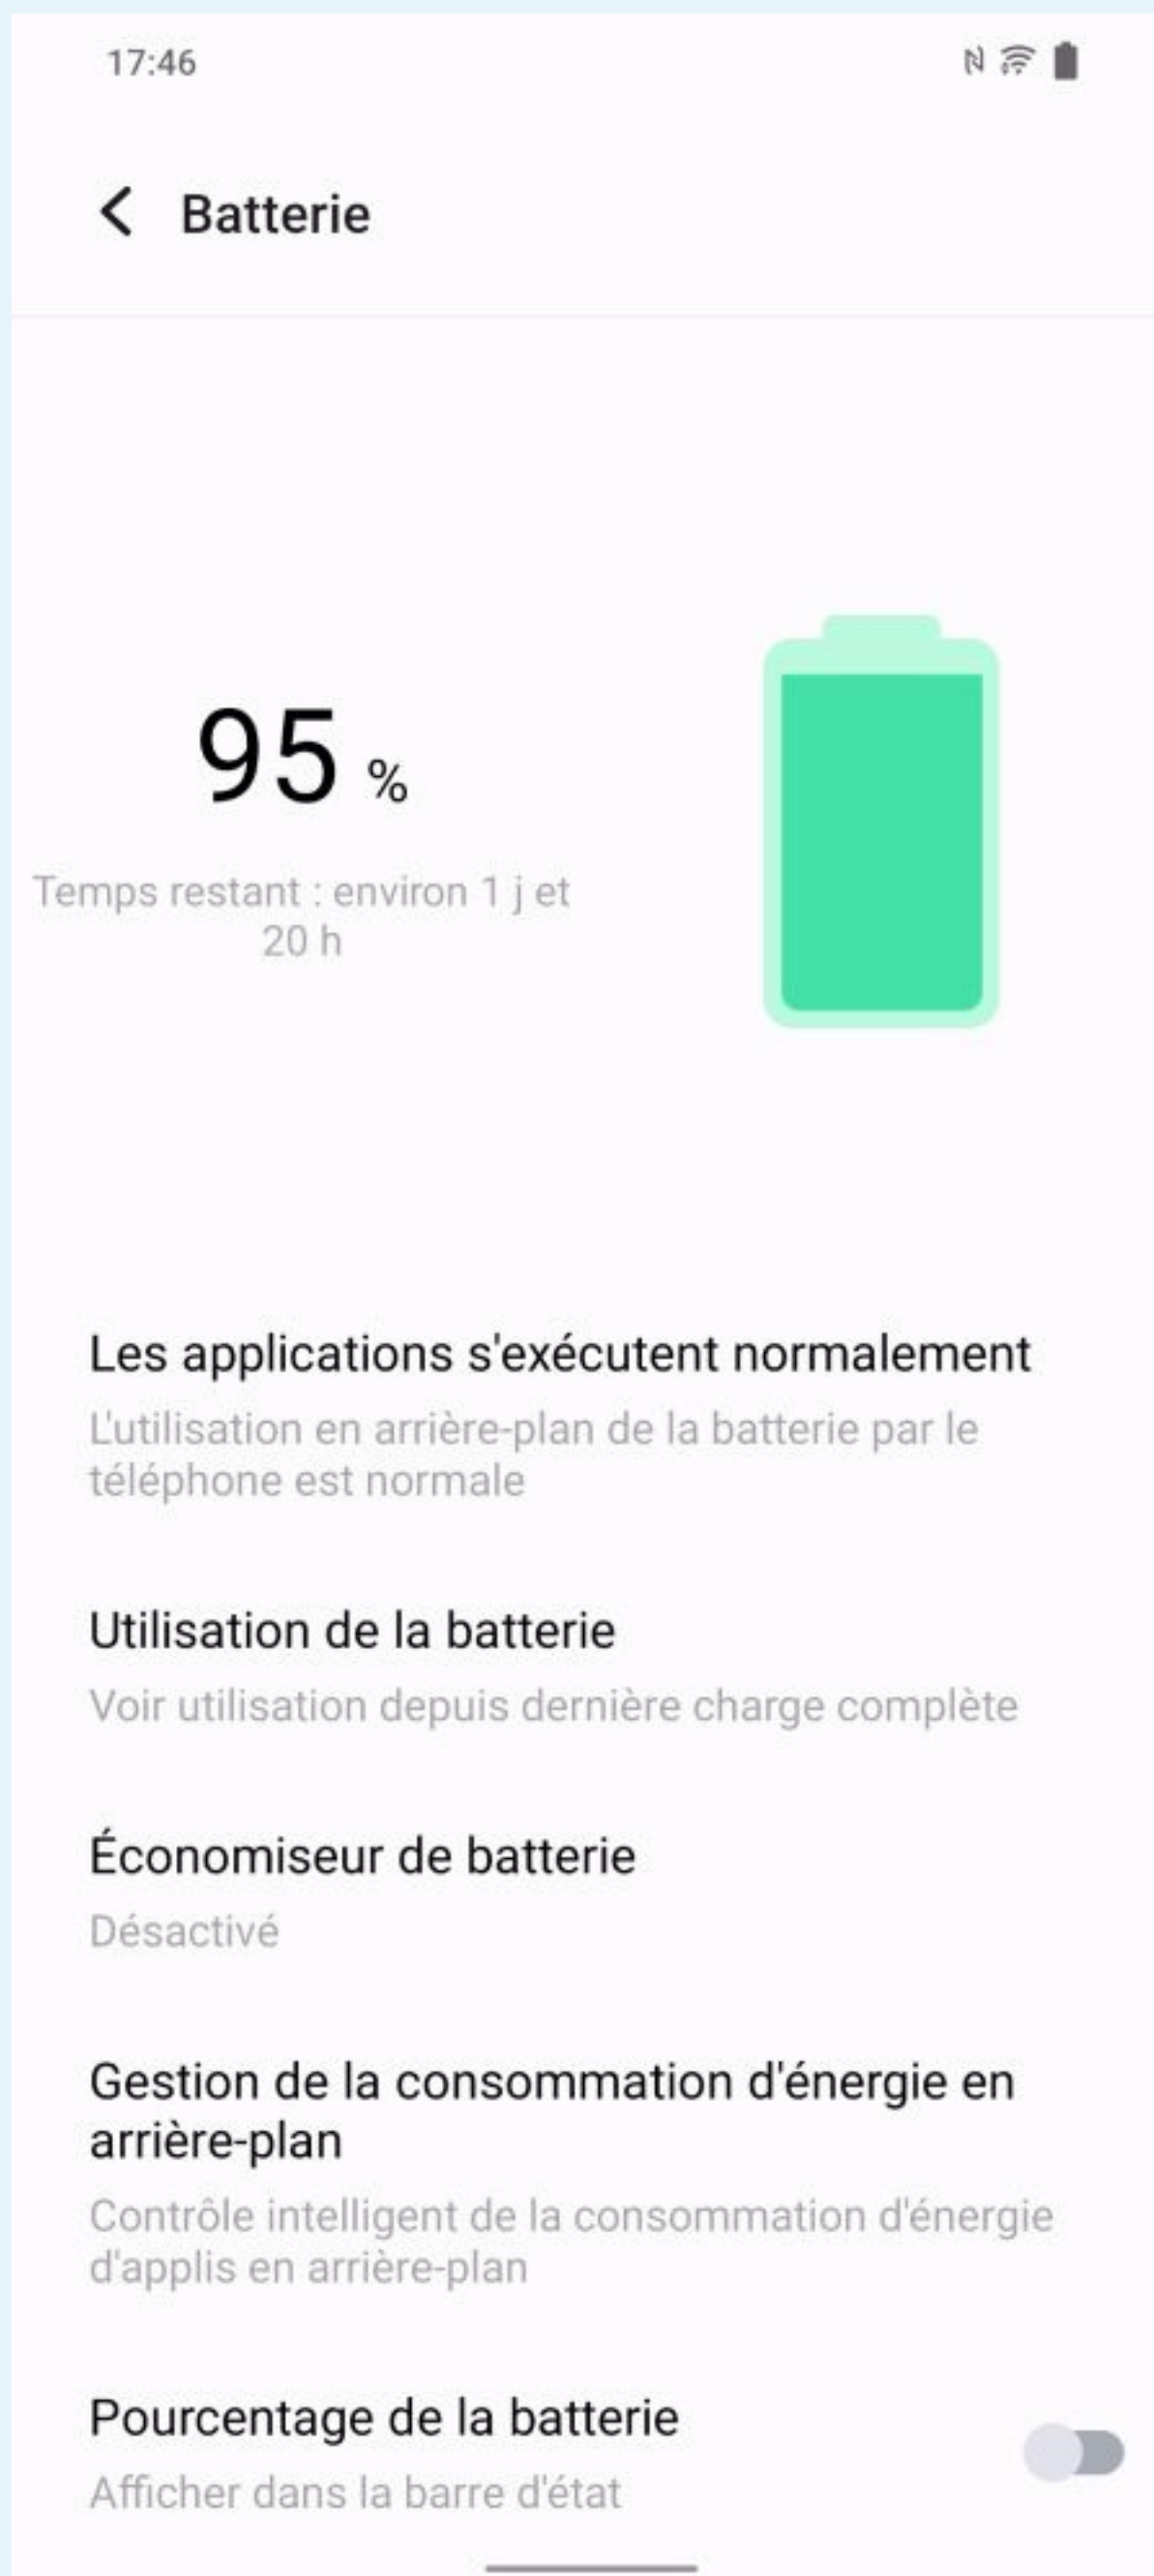 17:46
Batterie
95 %
Temps restant : environ 1 j et
20 h
Les applications s'exécutent normalement
L'utilisation en arrière-plan de la batterie par le
téléphone est normale
Utilisation de la batterie
Voir utilisation depuis dernière charge complète
Économiseur de batterie
Désactivé
Gestion de la consommation d'énergie en
arrière-plan
Contrôle intelligent de la consommation d'énergie
d'applis en arrière-plan
Pourcentage de la batterie
Afficher dans la barre d'état